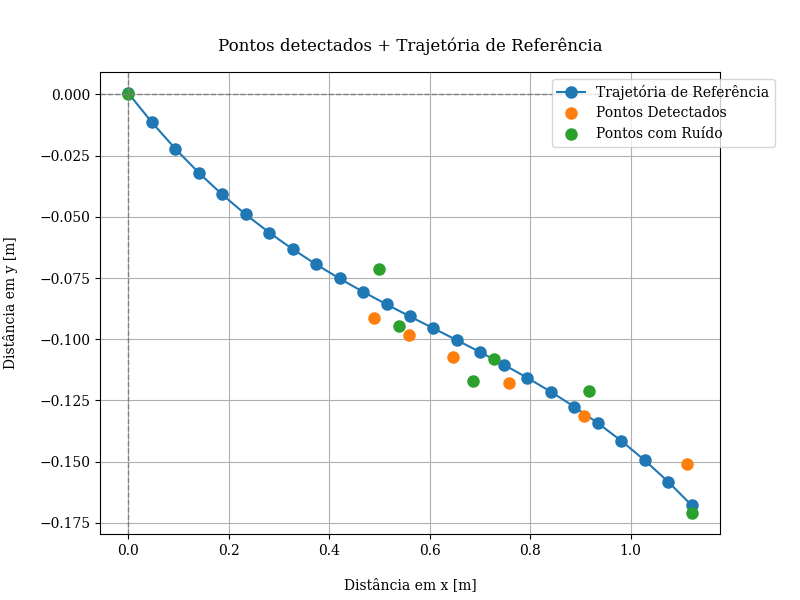 Pontos detectados + Trajetória de Referência
Trajetória de Referência
Pontos Detectados
Pontos com Ruído
0.000
−0.025
−0.050
−0.075
−0.100
−0.125
−0.150
−0.175
Distância em y [m]
0.0 0.2 0.4 0.6 0.8 1.0
Distância em x [m]